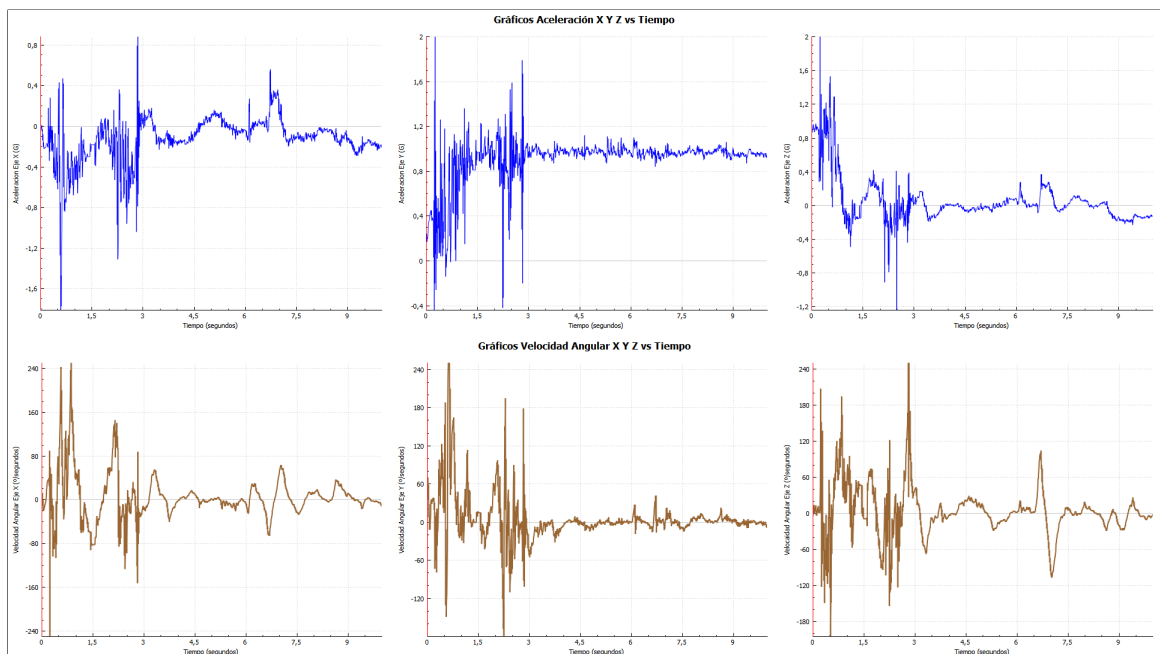 Gráficos Aceleración X Y Z vs Tiempo
Aceleracion Eje X (G)
0,8
0,4
0
-0,4
-0,8
-1,2
-1,6
0 1,5 3 4,5 6 7,5 9
Tiempo (segundos)
Aceleracion Eje Y (G)
2
1,6
1,2
0,8
0,4
0
-0,4
0 1,5 3 4,5 6 7,5 9
Tiempo (segundos)
Aceleracion Eje Z (G)
2
1,6
1,2
0,8
0,4
0
-0,4
-0,8
-1,2
0 1,5 3 4,5 6 7,5 9
Tiempo (segundos)
Gráficos Velocidad Angular X Y Z vs Tiempo
Velocidad Angular Eje X (º/segundos)
240
160
80
0
-80
-160
-240
0 1,5 3 4,5 6 7,5 9
Tiempo (segundos)
Velocidad Angular Eje Y (º/segundos)
240
180
120
60
0
-60
-120
0 1,5 3 4,5 6 7,5 9
Tiempo (segundos)
Velocidad Angular Eje Z (º/segundos)
240
180
120
60
0
-60
-120
-180
0 1,5 3 4,5 6 7,5 9
Tiempo (segundos)